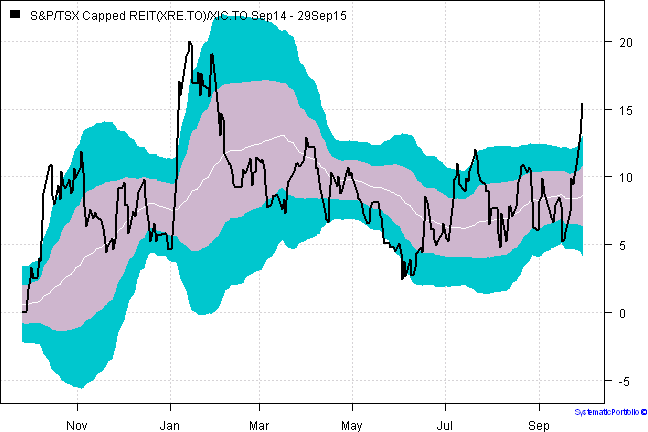 S&P/TSX Capped REIT(XRE.TO)/XIC.TO Sep14 - 29Sep15
20
15
10
5
0
-5
Nov Jan Mar May Jul Sep
SystematicPortfolio ©